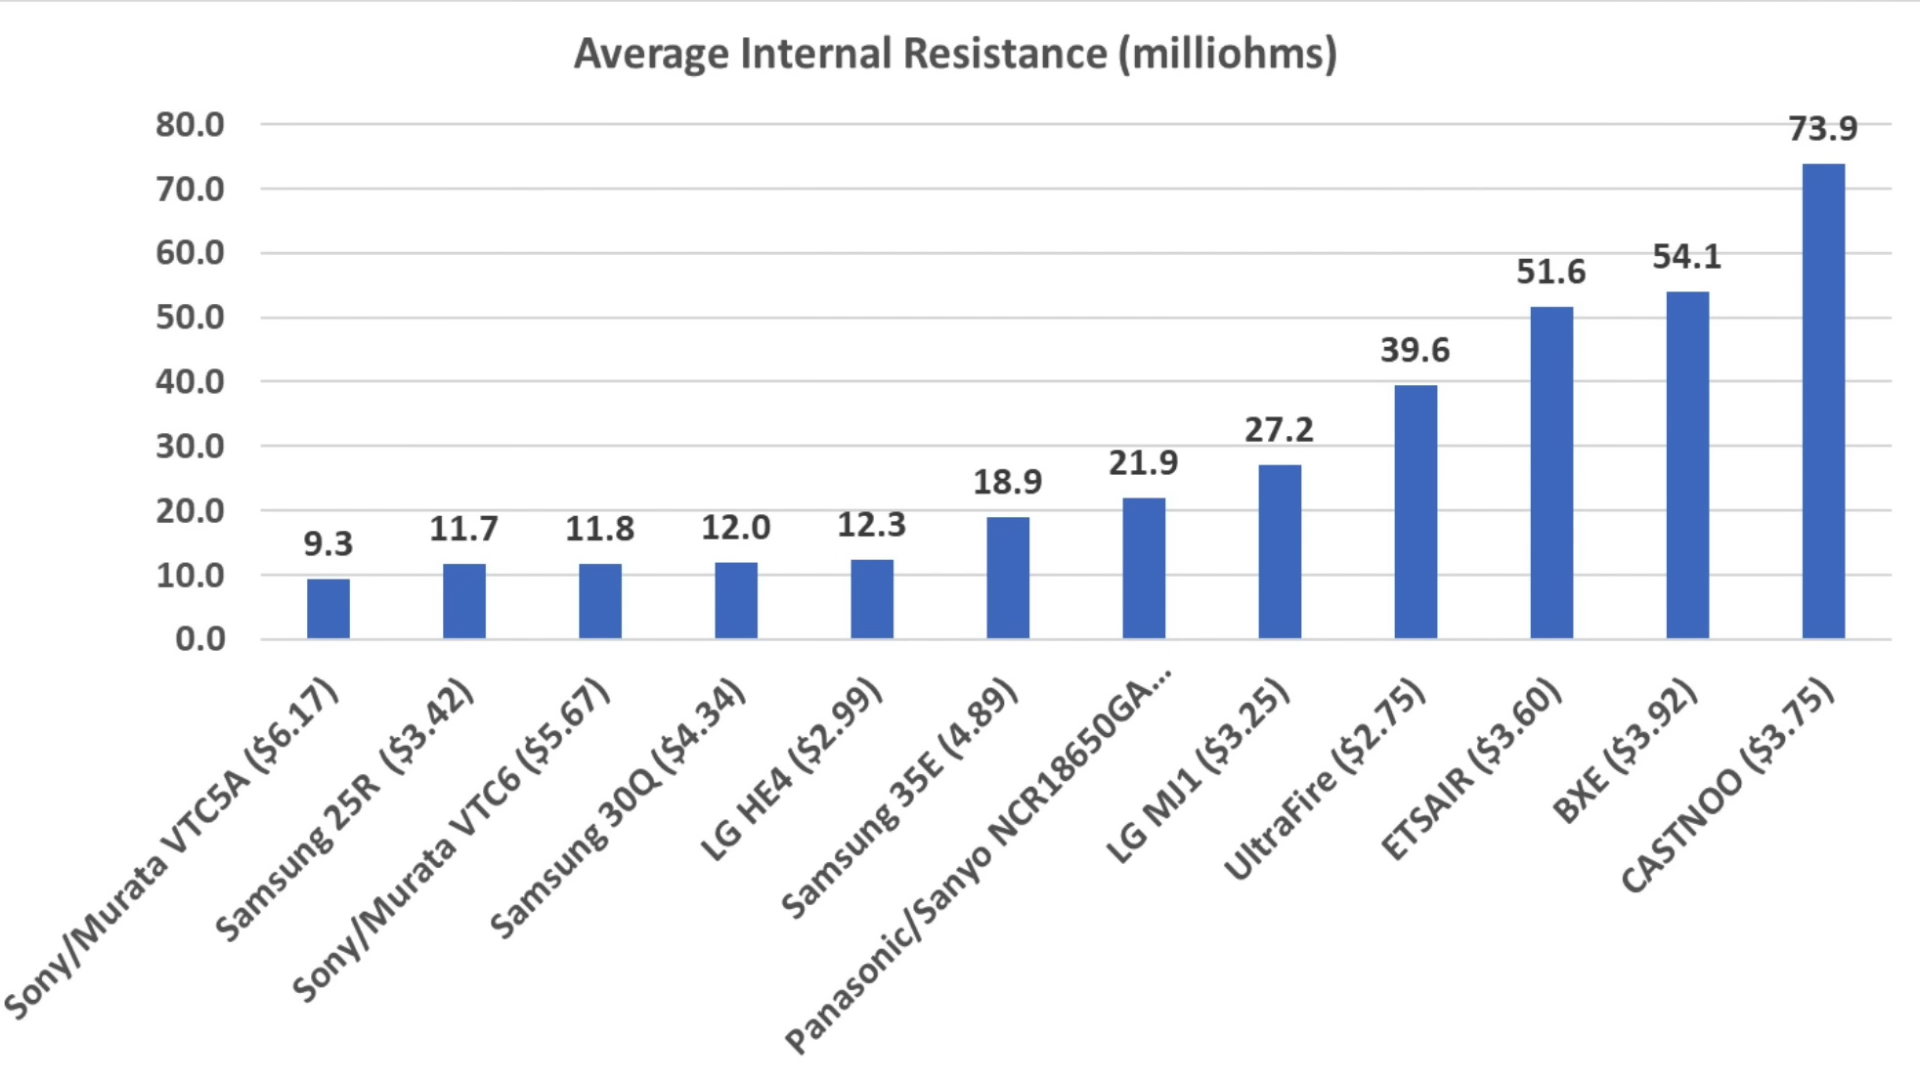 Average Internal Resistance (milliohms)
80.0
70.0
60.0
50.0
40.0
30.0
20.0
10.0
0.0
9.3
11.7
11.8
12.0
12.3
18.9
21.9
27.2
39.6
51.6
54.1
73.9
Sony/Murata VTC5A ($6.17)
Samsung 25R ($3.42)
Sony/Murata VTC6 ($5.67)
Samsung 30Q ($4.34)
LG HE4 ($2.99)
Samsung 35E (4.89)
Panasonic/Sanyo NCR18650GA...
LG MJ1 ($3.25)
UltraFire ($2.75)
ETSAIR ($3.60)
BXE ($3.92)
CASTNOO ($3.75)